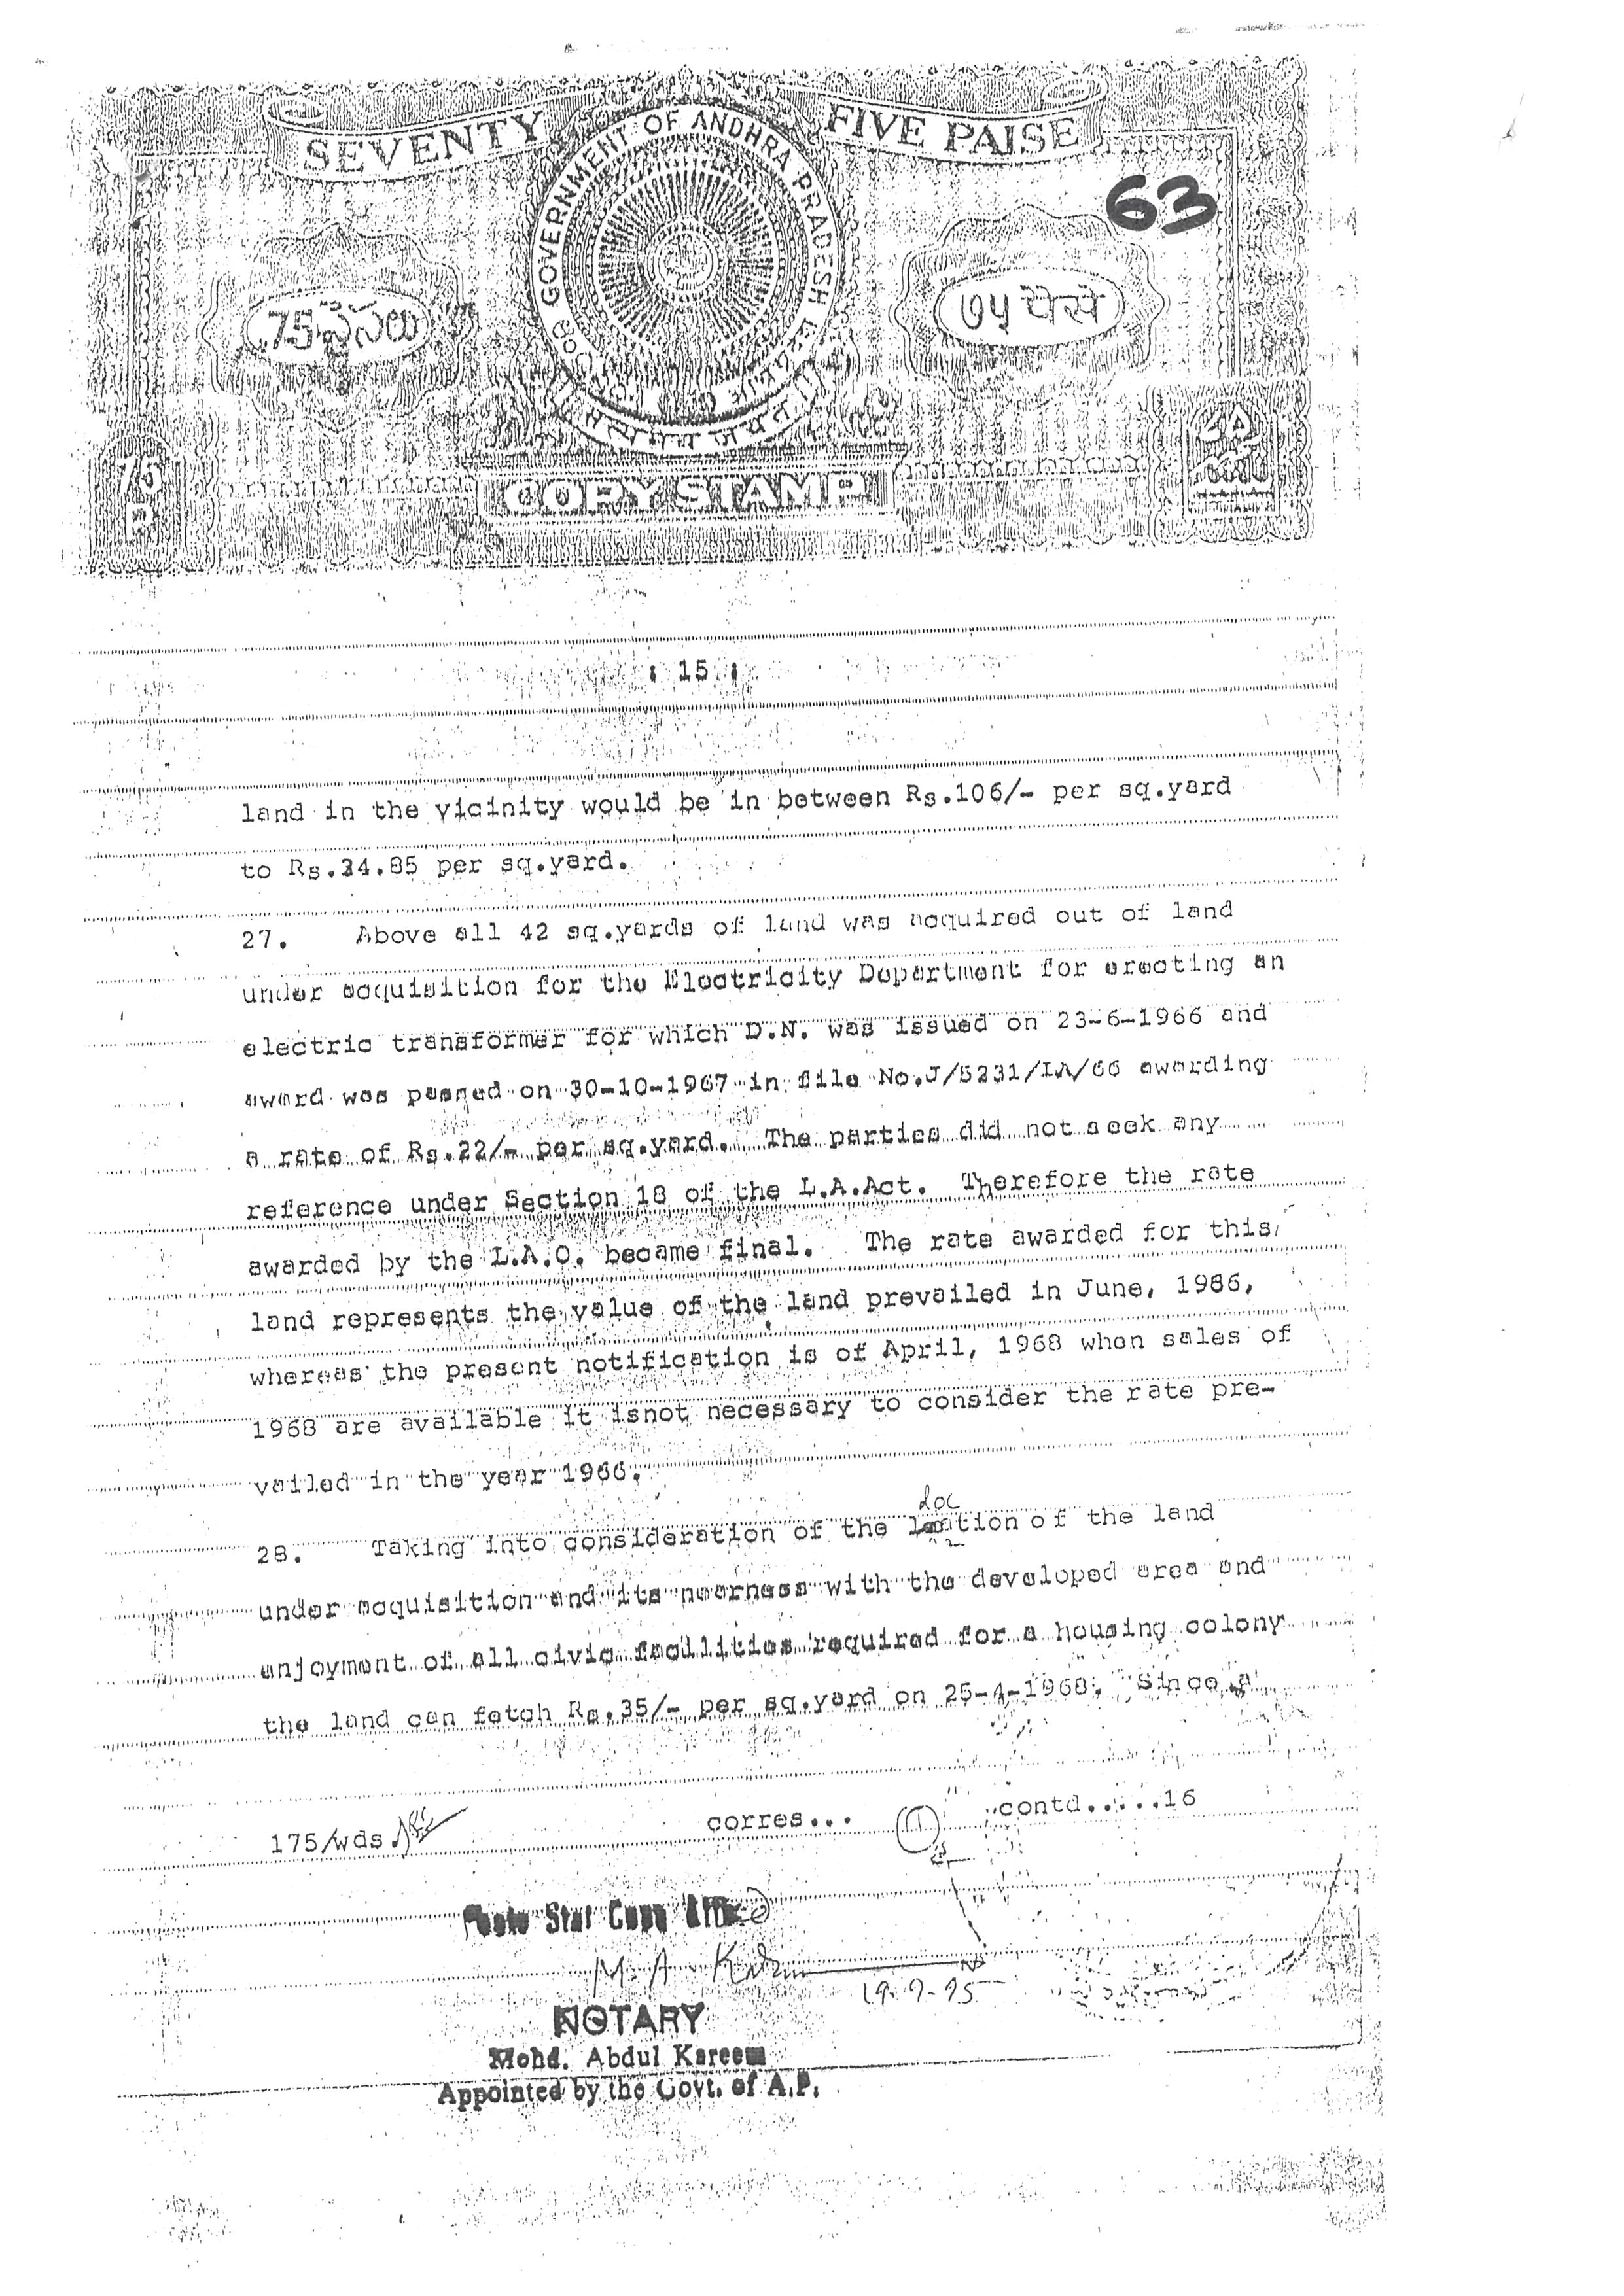 SEVENTY FIVE PAISE
GOVERNMENT OF ANDHRA PRADESH
63
75 పైసలు
७५ पैसे
सत्यमेव जयते
75
COPY STAMP
: 15 :
land in the vicinity would be in between Rs.106/- per sq.yard
to Rs.34.85 per sq.yard.
27. Above all 42 sq.yards of land was acquired out of land
under acquisition for the Electricity Department for erecting an
electric transformer for which D.N. was issued on 23-6-1966 and
award was passed on 30-10-1967 in file No.J/5231/LA/66 awarding
a rate of Rs.22/- per sq.yard. The parties did not seek any
reference under Section 18 of the L.A.Act. Therefore the rate
awarded by the L.A.O. became final. The rate awarded for this
land represents the value of the land prevailed in June, 1966,
whereas the present notification is of April, 1968 when sales of
1968 are available it isnot necessary to consider the rate pre-
vailed in the year 1966.
loc
28. Taking into consideration of the ation of the land
under acquisition and its nearness with the developed area and
enjoyment of all civic facilities required for a housing colony
the land can fetch Rs.35/- per sq.yard on 25-4-1968. Since a
175/wds.
corres...
contd.....16
Photo Stat Copy
M. A. Kareem
19-9-95
NOTARY
Mohd. Abdul Kareem
Appointed by the Govt. of A.P.